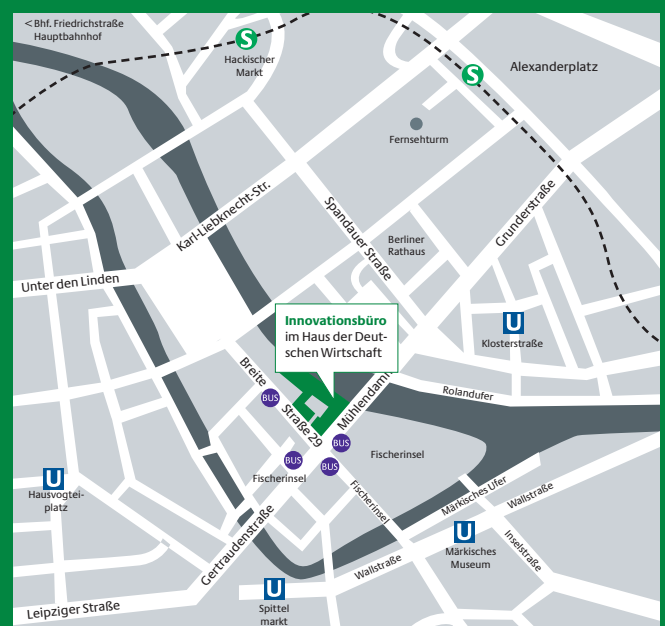 <Bhf. Friedrichstraße
Hauptbahnhof
S
Hackischer
Markt
S
Alexanderplatz
Fernsehturm
Karl-Liebknecht-Str.
Spandauer Straße
Grunderstraße
Berliner
Rathaus
Unter den Linden
Innovationsbüro
im Haus der Deut-
schen Wirtschaft
U
Klosterstraße
Breite
Straße 29
Mühlendamm
Rolandufer
BUS
BUS
BUS
BUS
Fischerinsel
Fischerinsel
Fischerinsel
U
Hausvogtei-
platz
Märkisches Ufer
Wallstraße
Gertraudenstraße
U
Märkisches
Museum
Inselstraße
Wallstraße
U
Spittel
markt
Leipziger Straße